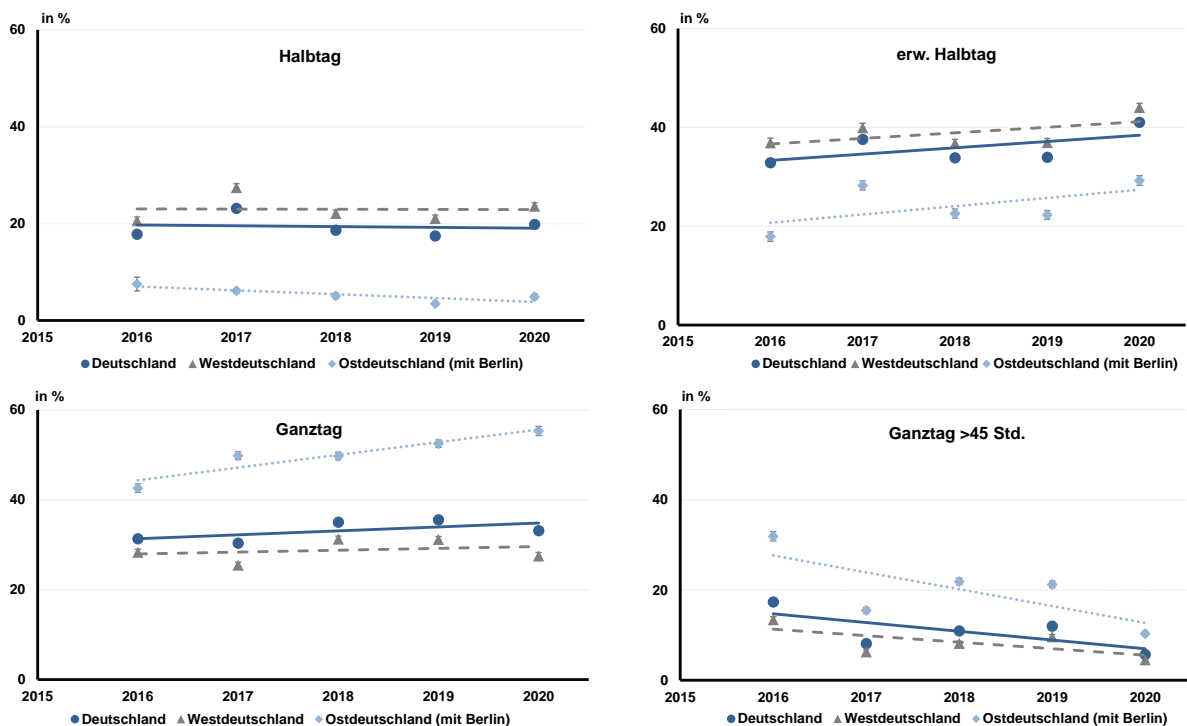 in %
Halbtag
60
40
20
0
2015 2016 2017 2018 2019 2020
Deutschland Westdeutschland Ostdeutschland (mit Berlin)
in %
erw. Halbtag
60
40
20
0
2015 2016 2017 2018 2019 2020
Deutschland Westdeutschland Ostdeutschland (mit Berlin)
in %
Ganztag
60
40
20
0
2015 2016 2017 2018 2019 2020
Deutschland Westdeutschland Ostdeutschland (mit Berlin)
in %
Ganztag >45 Std.
60
40
20
0
2015 2016 2017 2018 2019 2020
Deutschland Westdeutschland Ostdeutschland (mit Berlin)